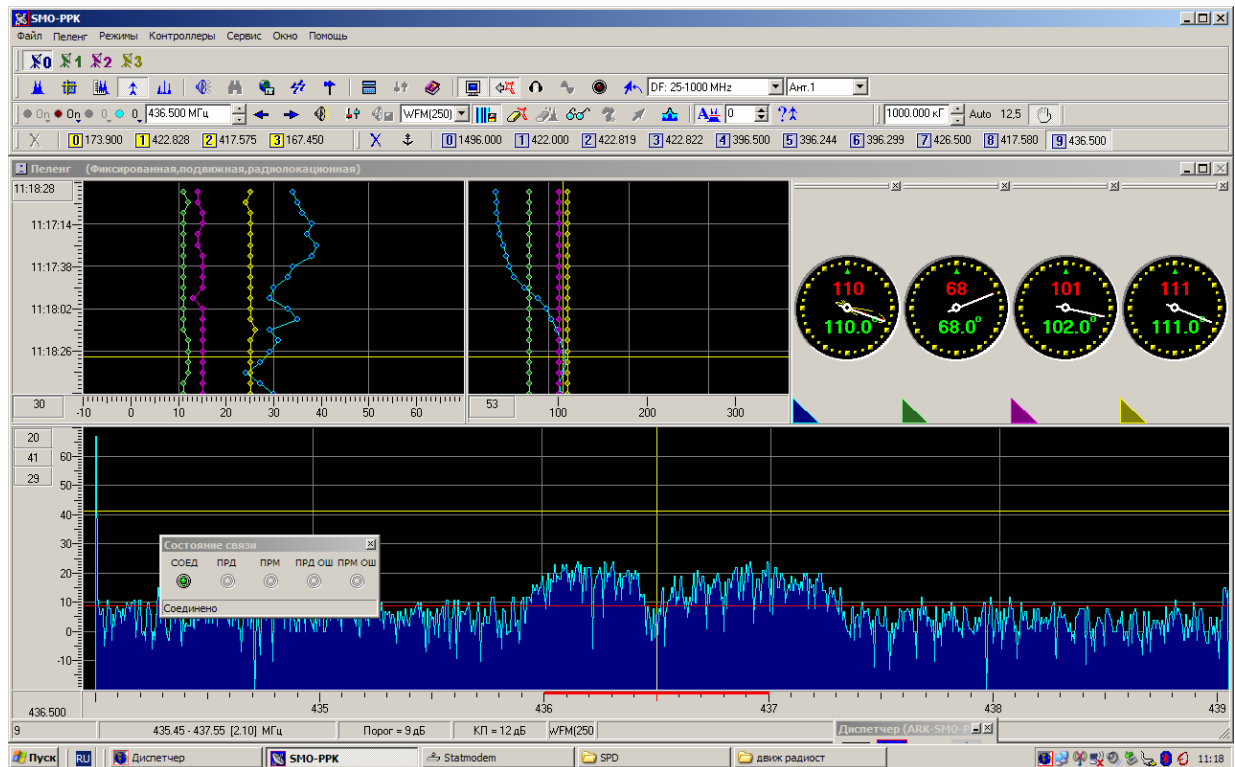 SMO-PPK
Файл Пеленг Режимы Контроллеры Сервис Окно Помощь
0 1 2 3
DF: 25-1000 MHz Ант.1
0 0 0 0 436.500 МГц WFM(250) 0 1000.000 кГ Auto 12,5
0 173.900 1 422.828 2 417.575 3 167.450 0 1496.000 1 422.000 2 422.819 3 422.822 4 396.500 5 396.244 6 396.299 7 426.500 8 417.580 9 436.500
Пеленг (Фиксированная,подвижная,радиолокационная)
11:18:28
11:17:14
11:17:38
11:18:02
11:18:26
110 68 101 111
110.0° 68.0° 102.0° 111.0°
30 -10 0 10 20 30 40 50 60 53 100 200 300
20
41
29
60
50
40
30
20
10
0
-10
Состояние связи
СОЕД ПРД ПРМ ПРД ОШ ПРМ ОШ
Соединено
436.500 435 436 437 438 439
9 435.45 - 437.55 [2.10] МГц Порог = 9 дБ КП = 12 дБ WFM(250
Диспетчер (ARK-SMO-P
Пуск RU Диспетчер SMO-PPK Statmodem SPD движ радиост 11:18